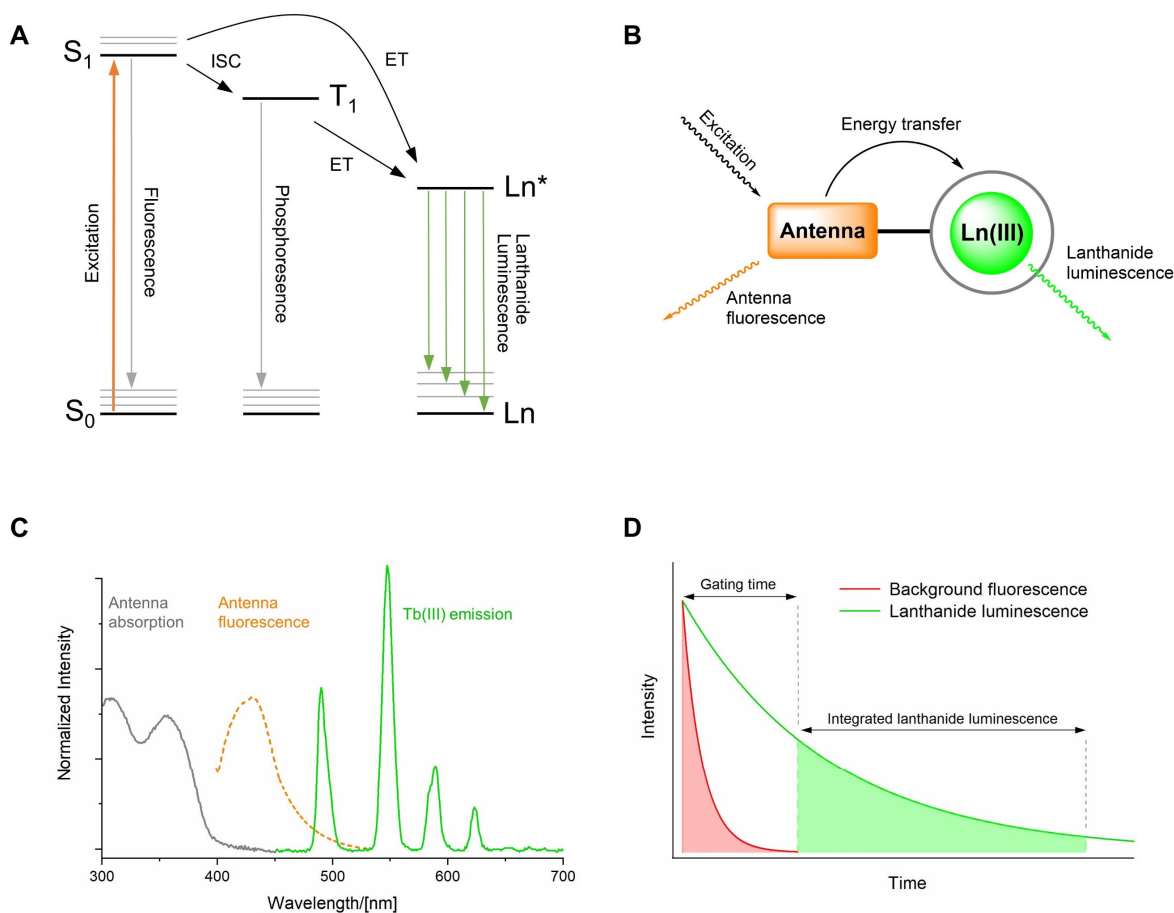 A
S1
ISC
ET
T1
ET
Ln*
Excitation
Fluorescence
Phosphoresence
Lanthanide
Luminescence
S0
Ln
B
Excitation
Energy transfer
Antenna
Ln(III)
Lanthanide
luminescence
Antenna
fluorescence
C
Antenna
absorption
Antenna
fluorescence
Tb(III) emission
Normalized Intensity
300
400
500
600
700
Wavelength/[nm]
D
Gating time
Background fluorescence
Lanthanide luminescence
Integrated lanthanide luminescence
Intensity
Time